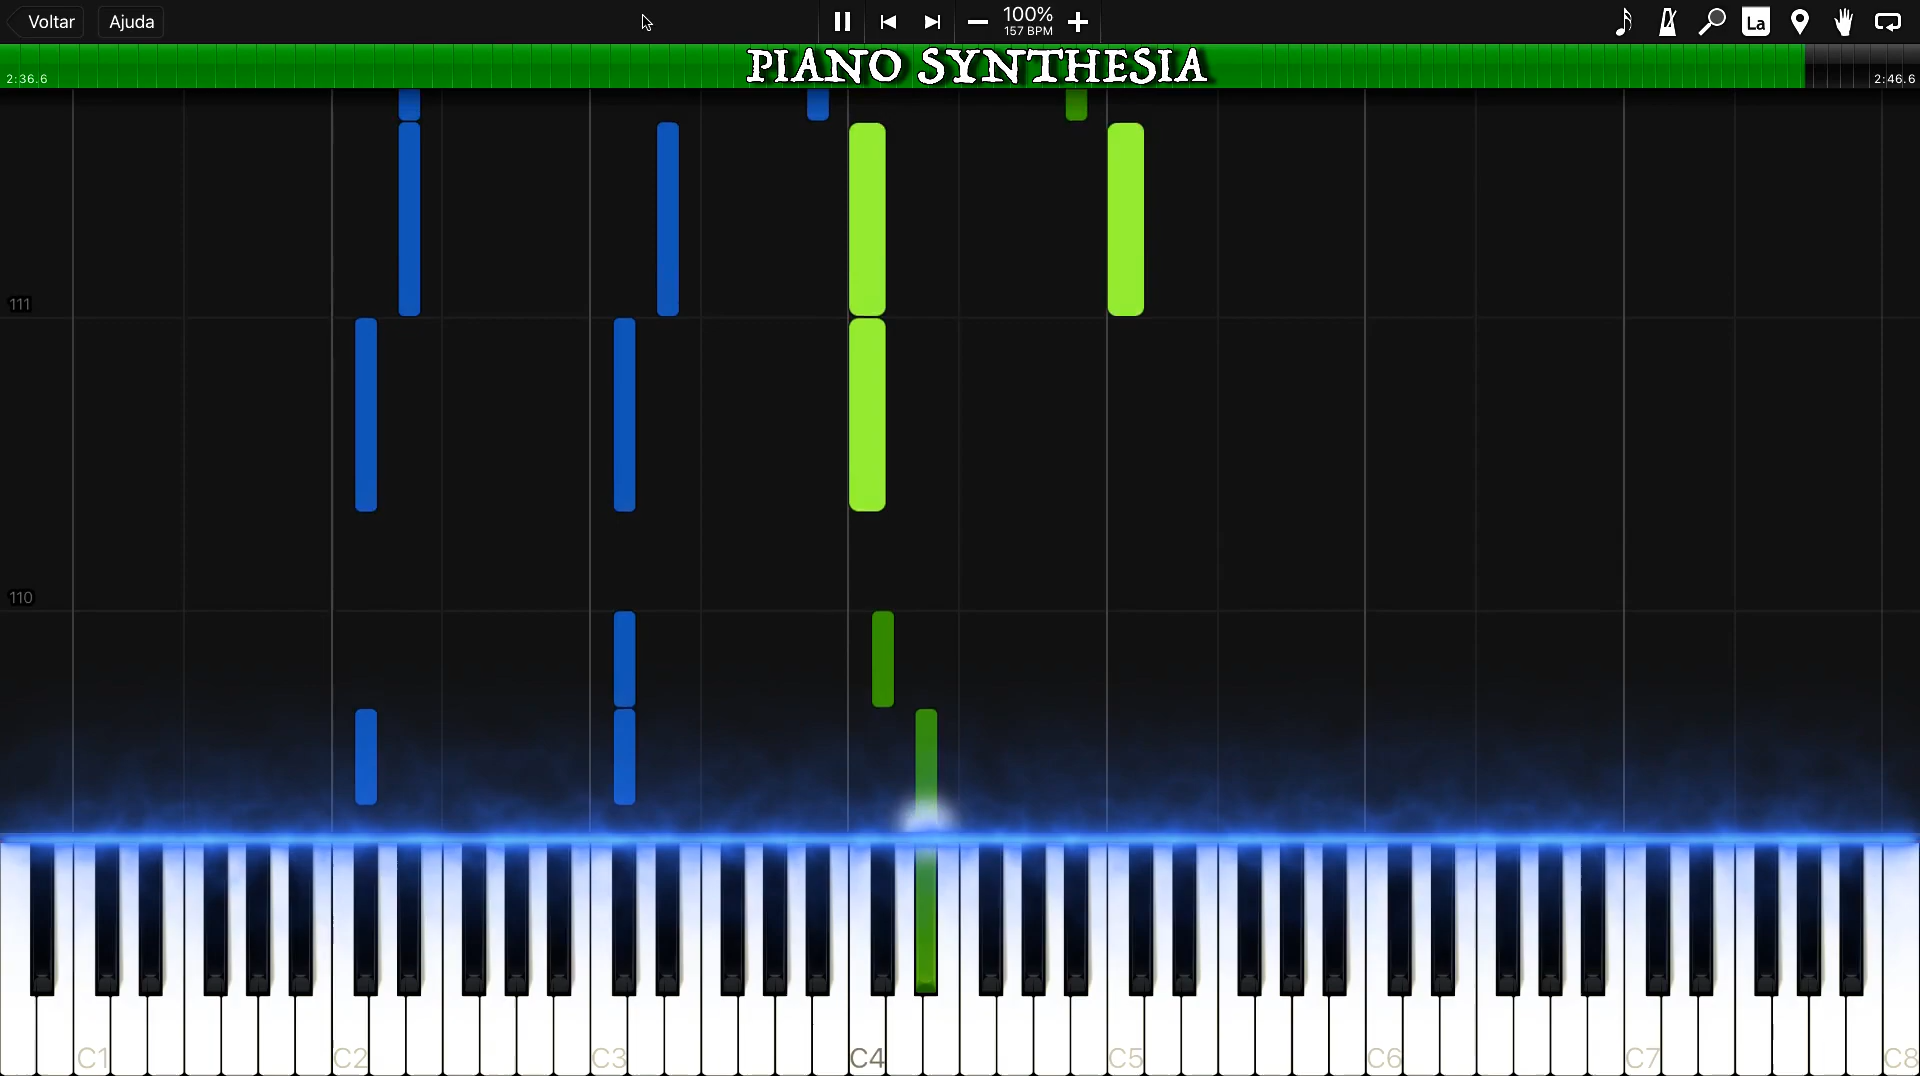 Voltar
Ajuda
100%
157 BPM
La
2:36.6
PIANO SYNTHESIA
2:46.6
111
110
C1
C2
C3
C4
C5
C6
C7
C8